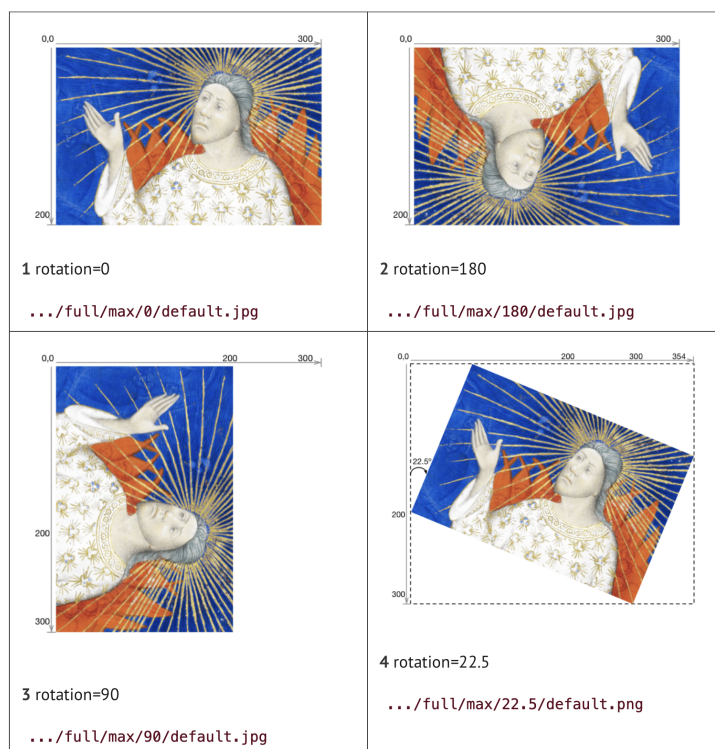 0,0 300
200
1 rotation=0
.../full/max/0/default.jpg
0,0 300
200
2 rotation=180
.../full/max/180/default.jpg
0,0 200 300
200
300
3 rotation=90
.../full/max/90/default.jpg
0,0 200 300 354
22.5°
200
300
4 rotation=22.5
.../full/max/22.5/default.png